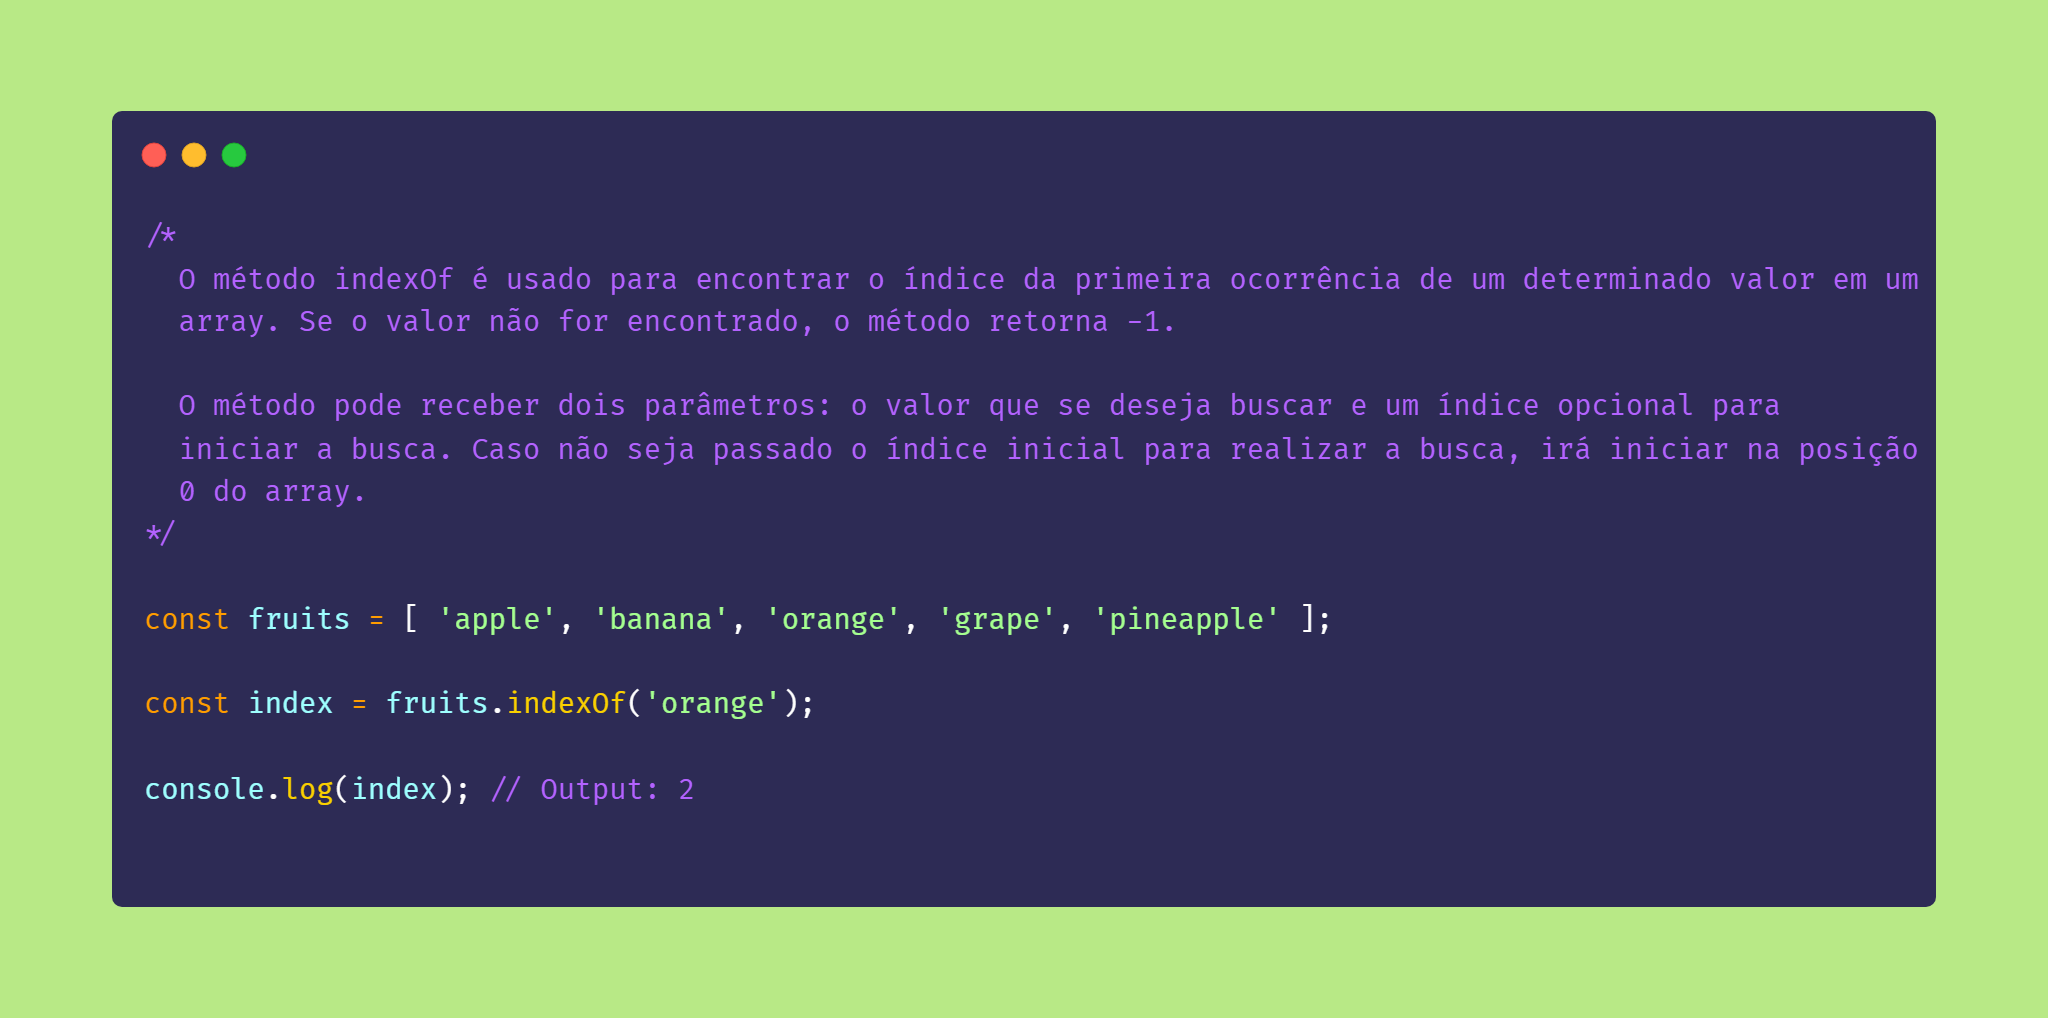 /*
O método indexOf é usado para encontrar o índice da primeira ocorrência de um determinado valor em um
array. Se o valor não for encontrado, o método retorna -1.
O método pode receber dois parâmetros: o valor que se deseja buscar e um índice opcional para
iniciar a busca. Caso não seja passado o índice inicial para realizar a busca, irá iniciar na posição
0 do array.
*/
const fruits = [ 'apple', 'banana', 'orange', 'grape', 'pineapple' ];
const index = fruits.indexOf('orange');
console.log(index); // Output: 2